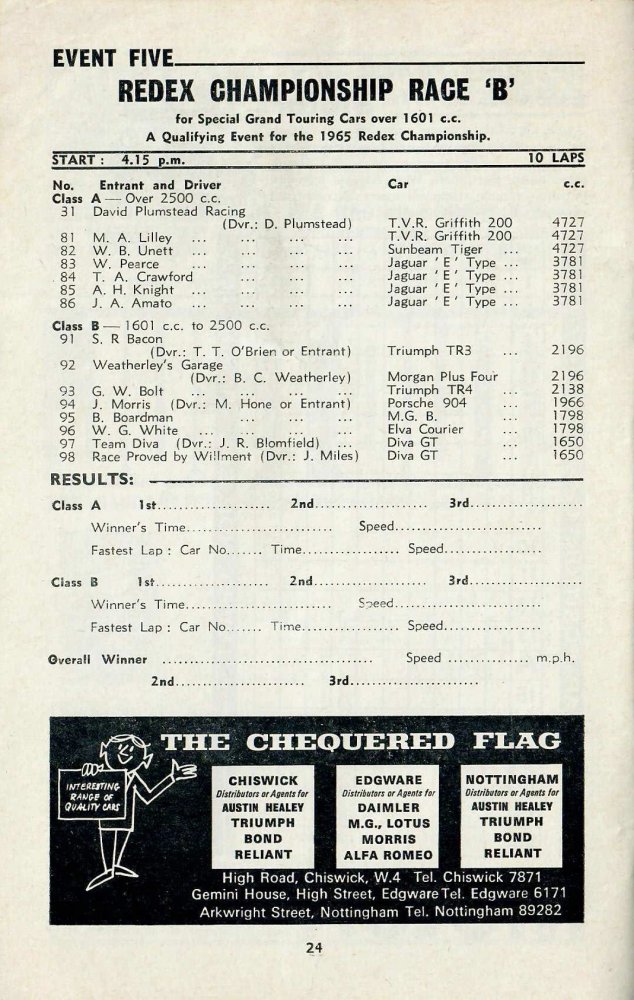 EVENT FIVE
REDEX CHAMPIONSHIP RACE 'B'
for Special Grand Touring Cars over 1601 c.c.
A Qualifying Event for the 1965 Redex Championship.
START : 4.15 p.m. 10 LAPS
No. Entrant and Driver Car c.c.
Class A — Over 2500 c.c.
31 David Plumstead Racing
(Dvr.: D. Plumstead) T.V.R. Griffith 200 4727
81 M. A. Lilley ... ... ... ... T.V.R. Griffith 200 4727
82 W. B. Unett ... ... ... ... Sunbeam Tiger ... 4727
83 W. Pearce ... ... ... ... Jaguar 'E' Type ... 3781
84 T. A. Crawford ... ... ... Jaguar 'E' Type ... 3781
85 A. H. Knight ... ... ... ... Jaguar 'E' Type ... 3781
86 J. A. Amato ... ... ... ... Jaguar 'E' Type ... 3781
Class B — 1601 c.c. to 2500 c.c.
91 S. R Bacon
(Dvr.: T. T. O'Brien or Entrant) Triumph TR3 ... 2196
92 Weatherley's Garage
(Dvr.: B. C. Weatherley) Morgan Plus Four 2196
93 G. W. Bolt ... ... ... ... Triumph TR4 ... 2138
94 J. Morris (Dvr.: M. Hone or Entrant) Porsche 904 ... 1966
95 B. Boardman ... ... ... M.G. B. ... 1798
96 W. G. White ... ... ... ... Elva Courier ... 1798
97 Team Diva (Dvr.: J. R. Blomfield) ... Diva GT ... 1650
98 Race Proved by Willment (Dvr.: J. Miles) Diva GT ... 1650
RESULTS:
Class A 1st..................... 2nd..................... 3rd.....................
Winner's Time........................... Speed...........................
Fastest Lap : Car No....... Time.................. Speed..................
Class B 1st..................... 2nd..................... 3rd.....................
Winner's Time........................... Speed...........................
Fastest Lap : Car No....... Time.................. Speed..................
Overall Winner ....................................... Speed ............... m.p.h.
2nd........................ 3rd........................
THE CHEQUERED FLAG
INTERESTING
RANGE OF
QUALITY CARS
CHISWICK
Distributors or Agents for
AUSTIN HEALEY
TRIUMPH
BOND
RELIANT
EDGWARE
Distributors or Agents for
DAIMLER
M.G., LOTUS
MORRIS
ALFA ROMEO
NOTTINGHAM
Distributors or Agents for
AUSTIN HEALEY
TRIUMPH
BOND
RELIANT
High Road, Chiswick, W.4 Tel. Chiswick 7871
Gemini House, High Street, Edgware Tel. Edgware 6171
Arkwright Street, Nottingham Tel. Nottingham 89282
24